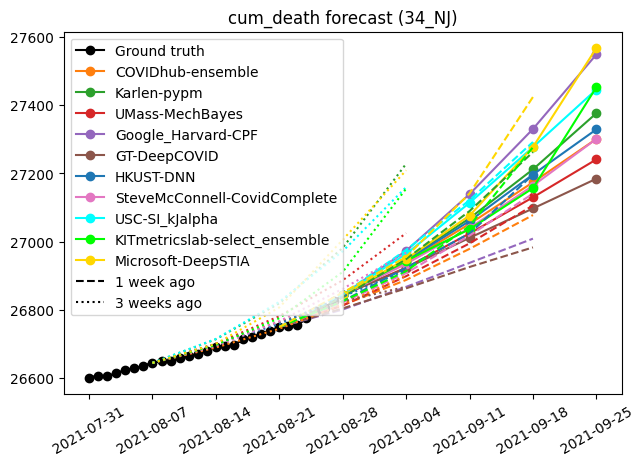 cum_death forecast (34_NJ)
27600
27400
27200
27000
26800
26600
Ground truth
COVIDhub-ensemble
Karlen-pypm
UMass-MechBayes
Google_Harvard-CPF
GT-DeepCOVID
HKUST-DNN
SteveMcConnell-CovidComplete
USC-SI_kJalpha
KITmetricslab-select_ensemble
Microsoft-DeepSTIA
1 week ago
3 weeks ago
2021-07-31
2021-08-07
2021-08-14
2021-08-21
2021-08-28
2021-09-04
2021-09-11
2021-09-18
2021-09-25